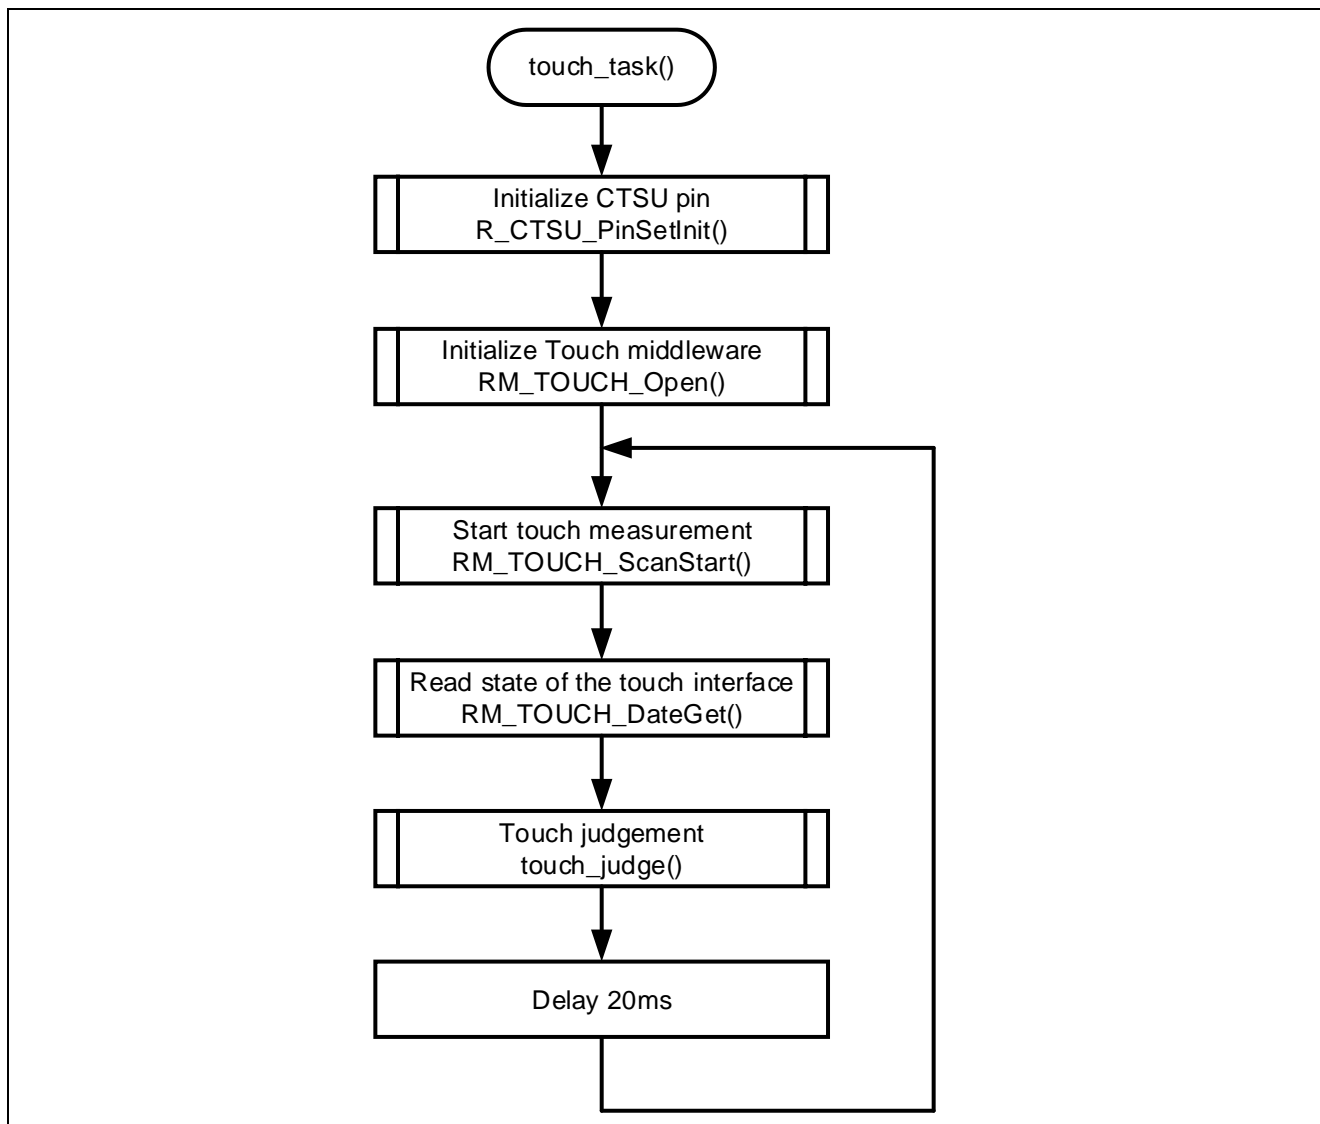 touch_task()
Initialize CTSU pin
R_CTSU_PinSetInit()
Initialize Touch middleware
RM_TOUCH_Open()
Start touch measurement
RM_TOUCH_ScanStart()
Read state of the touch interface
RM_TOUCH_DateGet()
Touch judgement
touch_judge()
Delay 20ms